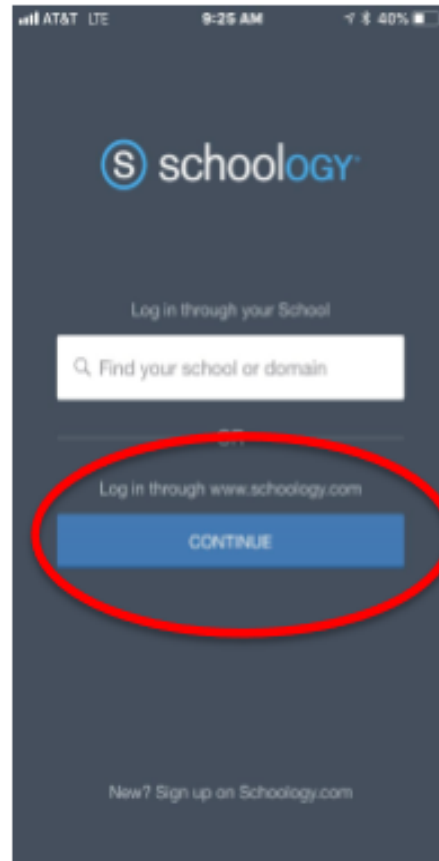 AT&T LTE 9:25 AM 40%
S schoology
Log in through your School
Find your school or domain
OR
Log in through www.schoology.com
CONTINUE
New? Sign up on Schoology.com